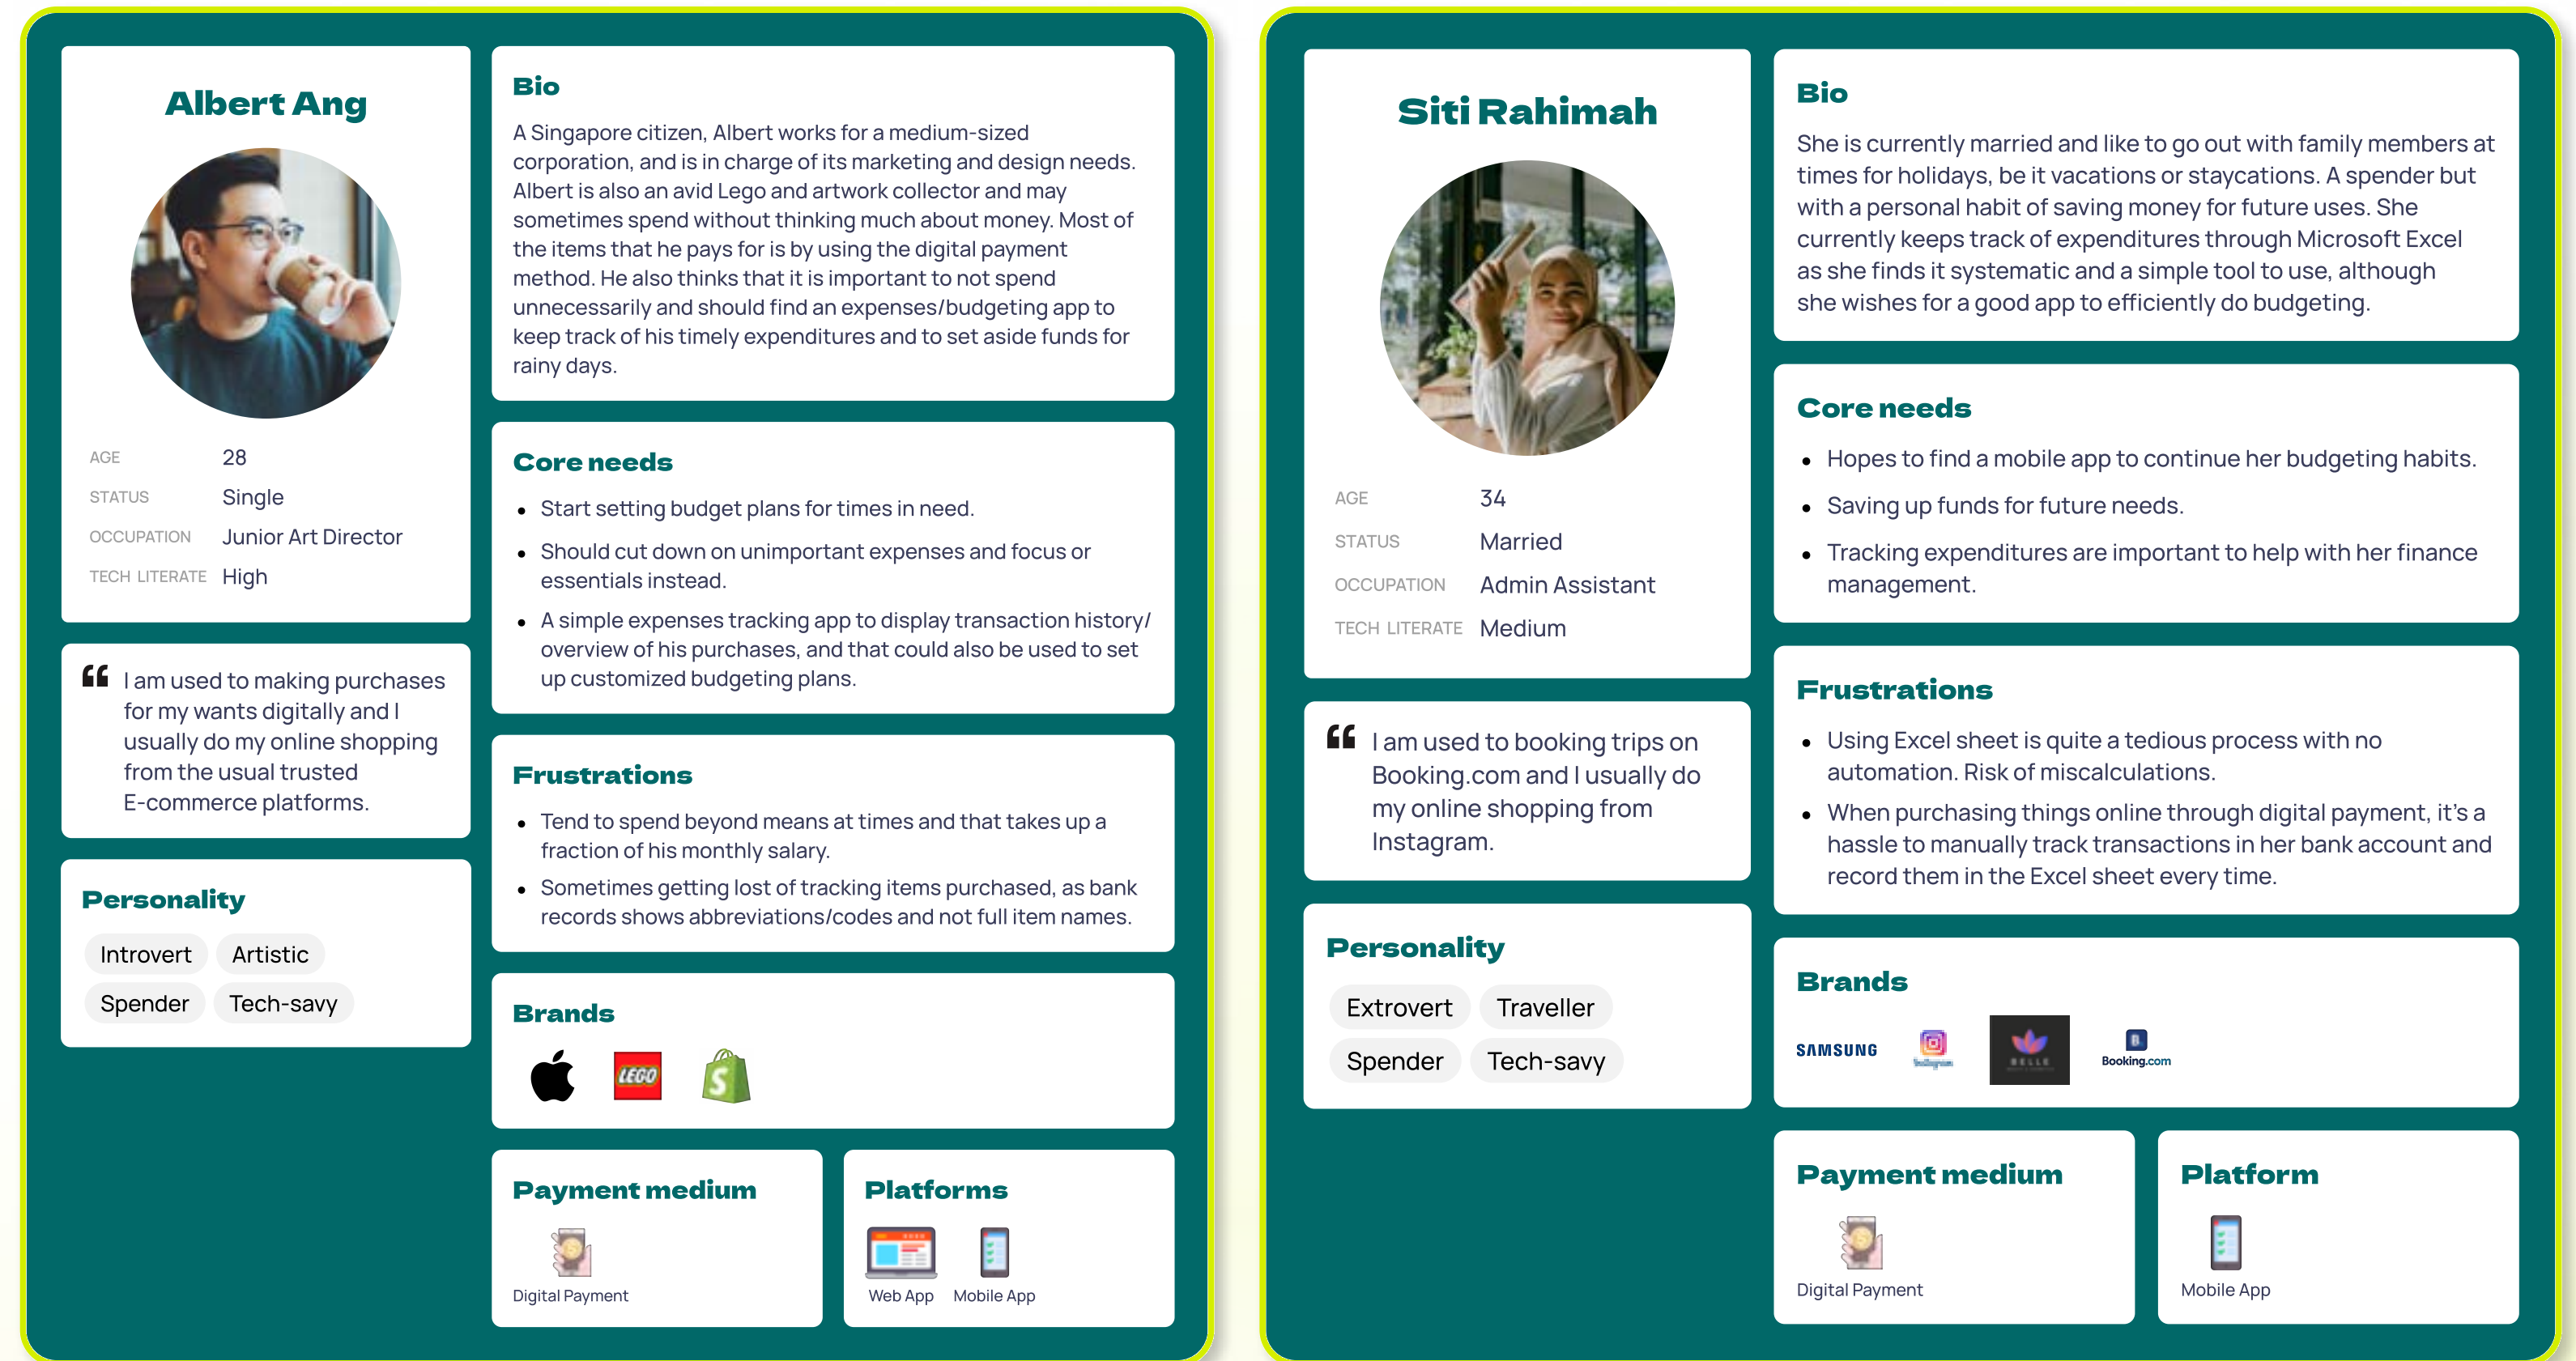 Albert Ang
AGE 28
STATUS Single
OCCUPATION Junior Art Director
TECH LITERATE High
“ I am used to making purchases
for my wants digitally and I
usually do my online shopping
from the usual trusted
E-commerce platforms.
Personality
Introvert Artistic
Spender Tech-savy
Bio
A Singapore citizen, Albert works for a medium-sized
corporation, and is in charge of its marketing and design needs.
Albert is also an avid Lego and artwork collector and may
sometimes spend without thinking much about money. Most of
the items that he pays for is by using the digital payment
method. He also thinks that it is important to not spend
unnecessarily and should find an expenses/budgeting app to
keep track of his timely expenditures and to set aside funds for
rainy days.
Core needs
• Start setting budget plans for times in need.
• Should cut down on unimportant expenses and focus or
essentials instead.
• A simple expenses tracking app to display transaction history/
overview of his purchases, and that could also be used to set
up customized budgeting plans.
Frustrations
• Tend to spend beyond means at times and that takes up a
fraction of his monthly salary.
• Sometimes getting lost of tracking items purchased, as bank
records shows abbreviations/codes and not full item names.
Brands
LEGO S
Payment medium
Digital Payment
Platforms
Web App Mobile App
Siti Rahimah
AGE 34
STATUS Married
OCCUPATION Admin Assistant
TECH LITERATE Medium
“ I am used to booking trips on
Booking.com and I usually do
my online shopping from
Instagram.
Personality
Extrovert Traveller
Spender Tech-savy
Bio
She is currently married and like to go out with family members at
times for holidays, be it vacations or staycations. A spender but
with a personal habit of saving money for future uses. She
currently keeps track of expenditures through Microsoft Excel
as she finds it systematic and a simple tool to use, although
she wishes for a good app to efficiently do budgeting.
Core needs
• Hopes to find a mobile app to continue her budgeting habits.
• Saving up funds for future needs.
• Tracking expenditures are important to help with her finance
management.
Frustrations
• Using Excel sheet is quite a tedious process with no
automation. Risk of miscalculations.
• When purchasing things online through digital payment, it’s a
hassle to manually track transactions in her bank account and
record them in the Excel sheet every time.
Brands
SAMSUNG Instagram BELLE B. Booking.com
Payment medium
Digital Payment
Platform
Mobile App